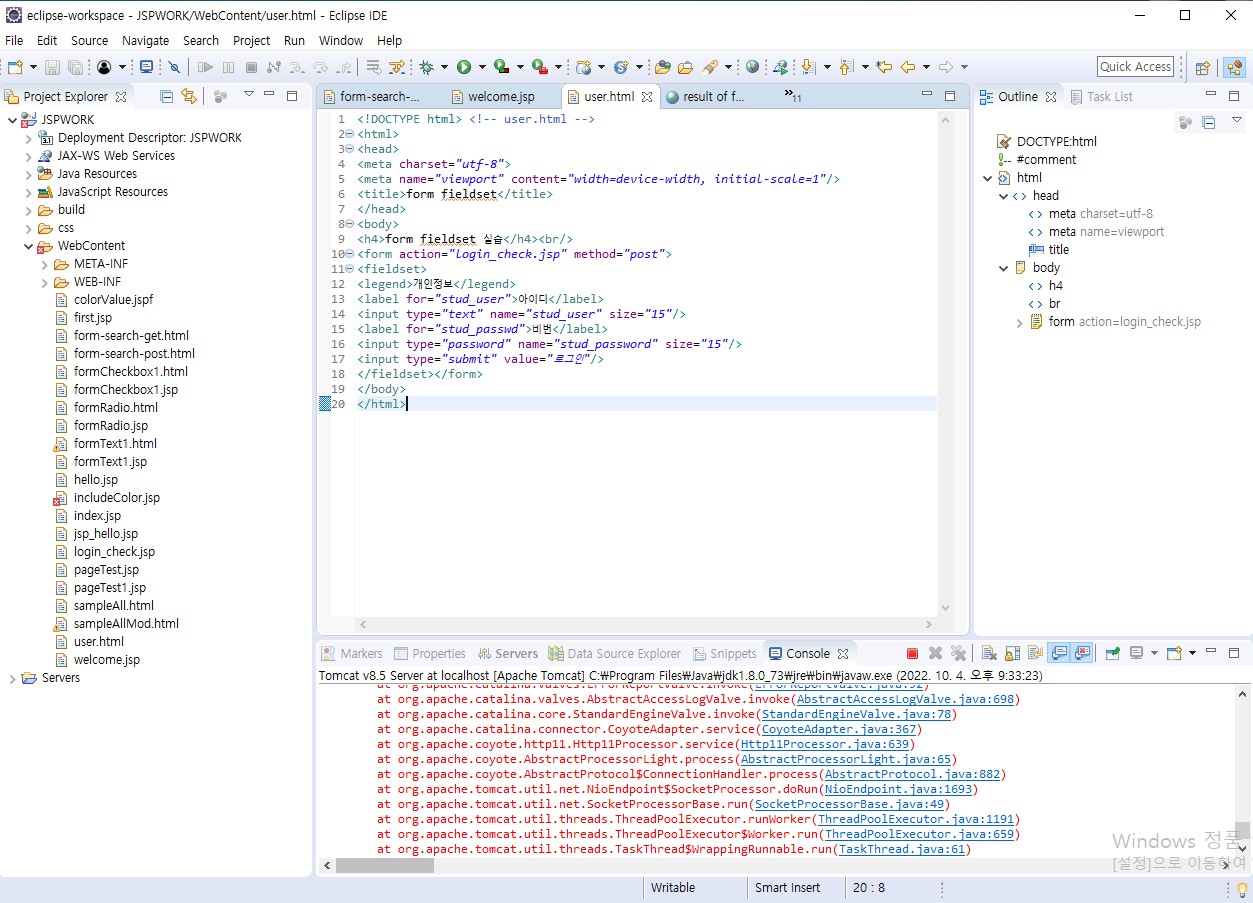 eclipse-workspace - JSPWORK/WebContent/user.html - Eclipse IDE
File Edit Source Navigate Search Project Run Window Help
Quick Access
Project Explorer
JSPWORK
Deployment Descriptor: JSPWORK
JAX-WS Web Services
Java Resources
JavaScript Resources
build
css
WebContent
META-INF
WEB-INF
colorValue.jspf
first.jsp
form-search-get.html
form-search-post.html
formCheckbox1.html
formCheckbox1.jsp
formRadio.html
formRadio.jsp
formText1.html
formText1.jsp
hello.jsp
includeColor.jsp
index.jsp
jsp_hello.jsp
login_check.jsp
pageTest.jsp
pageTest1.jsp
sampleAll.html
sampleAllMod.html
user.html
welcome.jsp
Servers
form-search-... welcome.jsp user.html result of f... »11
1 <!DOCTYPE html> <!-- user.html -->
2 <html>
3 <head>
4 <meta charset="utf-8">
5 <meta name="viewport" content="width=device-width, initial-scale=1"/>
6 <title>form fieldset</title>
7 </head>
8 <body>
9 <h4>form fieldset 실습</h4><br/>
10 <form action="login_check.jsp" method="post">
11 <fieldset>
12 <legend>개인정보</legend>
13 <label for="stud_user">아이디</label>
14 <input type="text" name="stud_user" size="15"/>
15 <label for="stud_passwd">비번</label>
16 <input type="password" name="stud_password" size="15"/>
17 <input type="submit" value="로그인"/>
18 </fieldset></form>
19 </body>
20 </html>
Outline Task List
DOCTYPE:html
#comment
html
head
meta charset=utf-8
meta name=viewport
title
body
h4
br
form action=login_check.jsp
Markers Properties Servers Data Source Explorer Snippets Console
Tomcat v8.5 Server at localhost [Apache Tomcat] C:₩Program Files₩Java₩jdk1.8.0_73₩jre₩bin₩javaw.exe (2022. 10. 4. 오후 9:33:23)
at org.apache.catalina.valves.ErrorReportValve.invoke(ErrorReportValve.java:92)
at org.apache.catalina.valves.AbstractAccessLogValve.invoke(AbstractAccessLogValve.java:698)
at org.apache.catalina.core.StandardEngineValve.invoke(StandardEngineValve.java:78)
at org.apache.catalina.connector.CoyoteAdapter.service(CoyoteAdapter.java:367)
at org.apache.coyote.http11.Http11Processor.service(Http11Processor.java:639)
at org.apache.coyote.AbstractProcessorLight.process(AbstractProcessorLight.java:65)
at org.apache.coyote.AbstractProtocol$ConnectionHandler.process(AbstractProtocol.java:882)
at org.apache.tomcat.util.net.NioEndpoint$SocketProcessor.doRun(NioEndpoint.java:1693)
at org.apache.tomcat.util.net.SocketProcessorBase.run(SocketProcessorBase.java:49)
at org.apache.tomcat.util.threads.ThreadPoolExecutor.runWorker(ThreadPoolExecutor.java:1191)
at org.apache.tomcat.util.threads.ThreadPoolExecutor$Worker.run(ThreadPoolExecutor.java:659)
at org.apache.tomcat.util.threads.TaskThread$WrappingRunnable.run(TaskThread.java:61)
Windows 정품
[설정]으로 이동하여
Writable Smart Insert 20 : 8